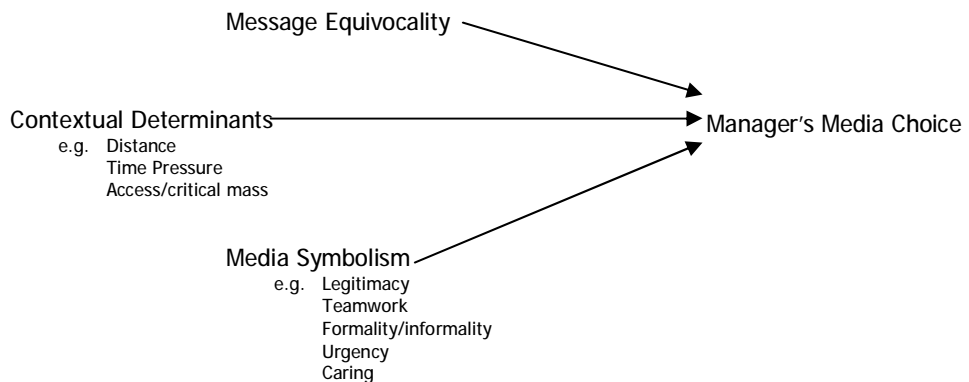 Message Equivocality
Contextual Determinants
e.g. Distance
Time Pressure
Access/critical mass
Manager's Media Choice
Media Symbolism
e.g. Legitimacy
Teamwork
Formality/informality
Urgency
Caring